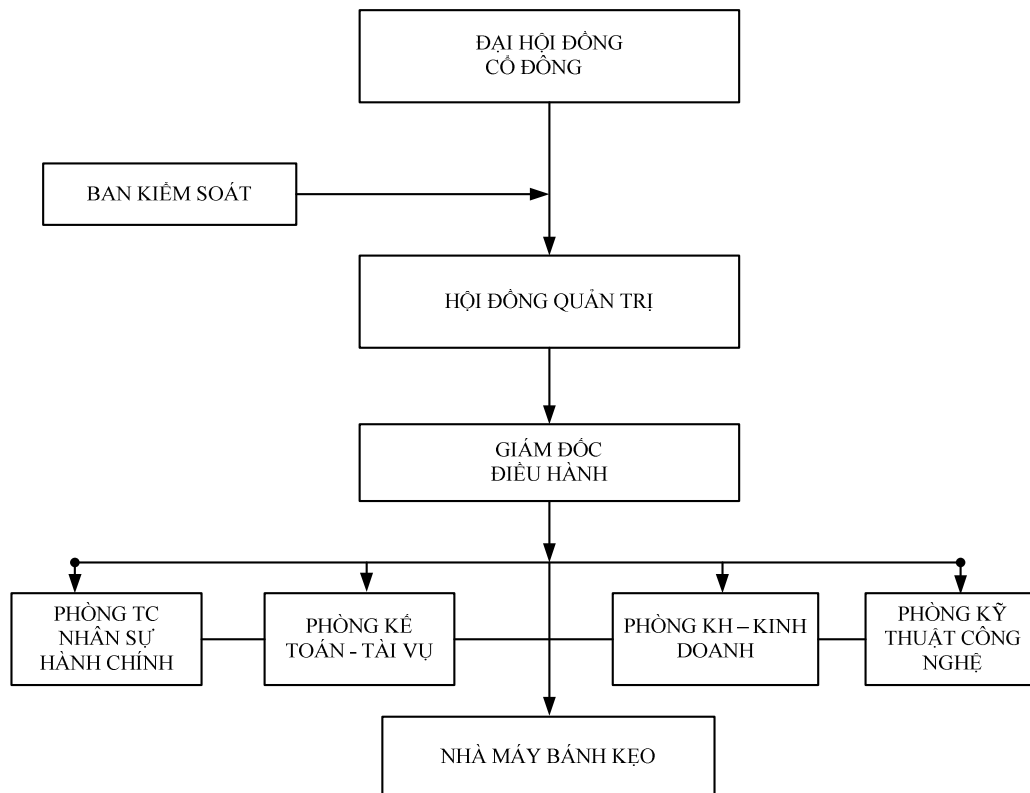 ĐẠI HỘI ĐỒNG
CỔ ĐÔNG
BAN KIỂM SOÁT
HỘI ĐỒNG QUẢN TRỊ
GIÁM ĐỐC
ĐIỀU HÀNH
PHÒNG TC
NHÂN SỰ
HÀNH CHÍNH
PHÒNG KẾ
TOÁN - TÀI VỤ
PHÒNG KH – KINH
DOANH
PHÒNG KỸ
THUẬT CÔNG
NGHỆ
NHÀ MÁY BÁNH KẸO